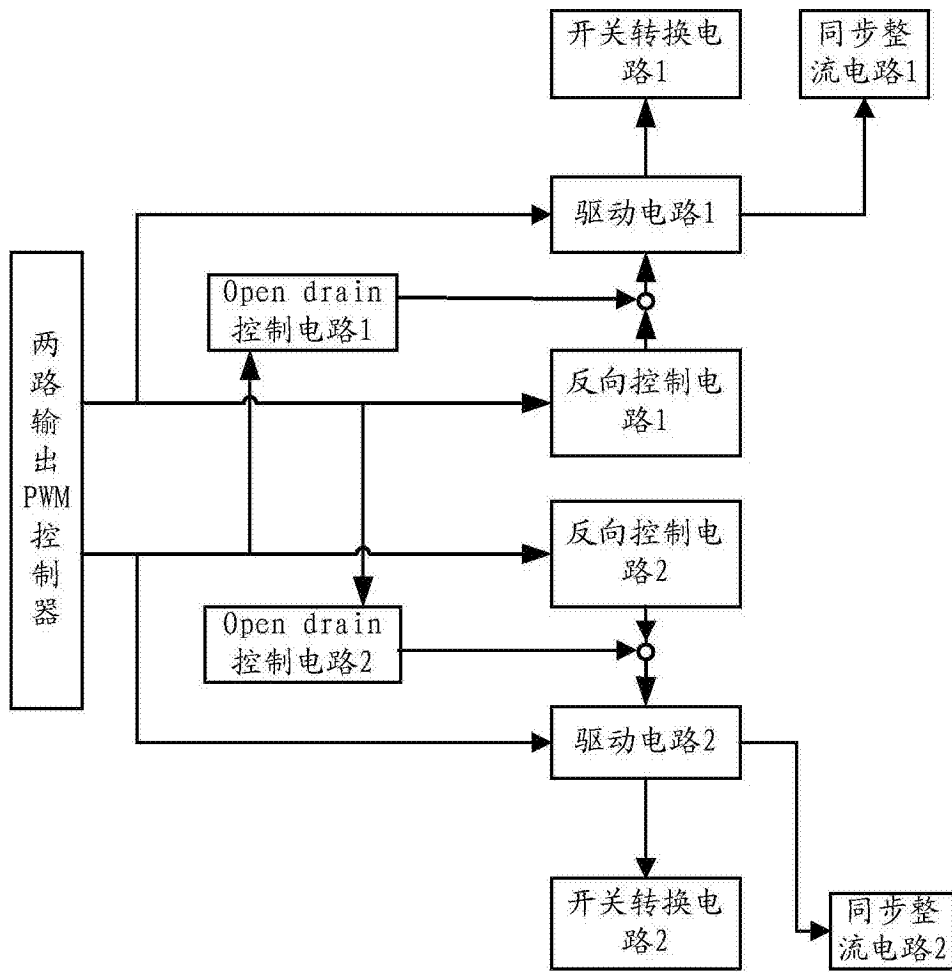 开关转换电
路1
同步整
流电路1
驱动电路1
Open drain
控制电路1
反向控制电
路1
两
路
输
出
PWM
控
制
器
反向控制电
路2
Open drain
控制电路2
驱动电路2
开关转换电
路2
同步整
流电路2